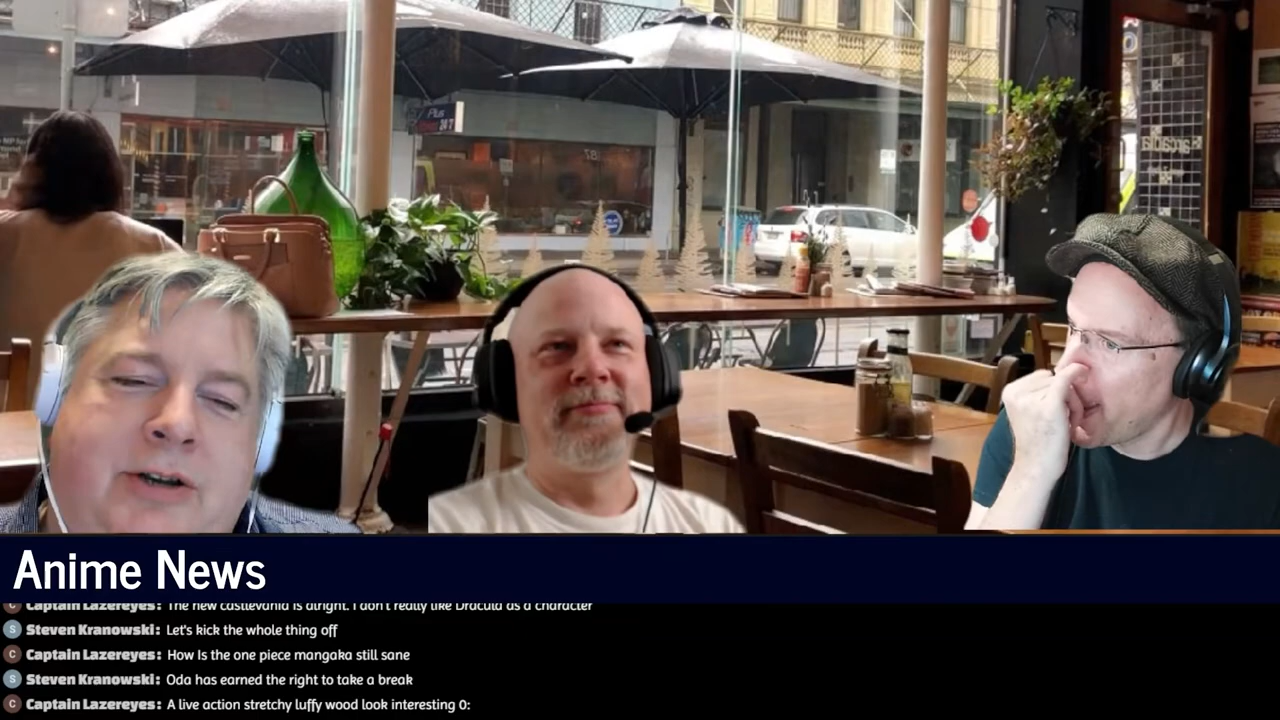 Plus
Anime News
Captain Lazereyes: The new castlevania is alright. I don't really like Dracula as a character
Steven Kranowski: Let's kick the whole thing off
Captain Lazereyes: How Is the one piece mangaka still sane
Steven Kranowski: Oda has earned the right to take a break
Captain Lazereyes: A live action stretchy luffy wood look interesting O: